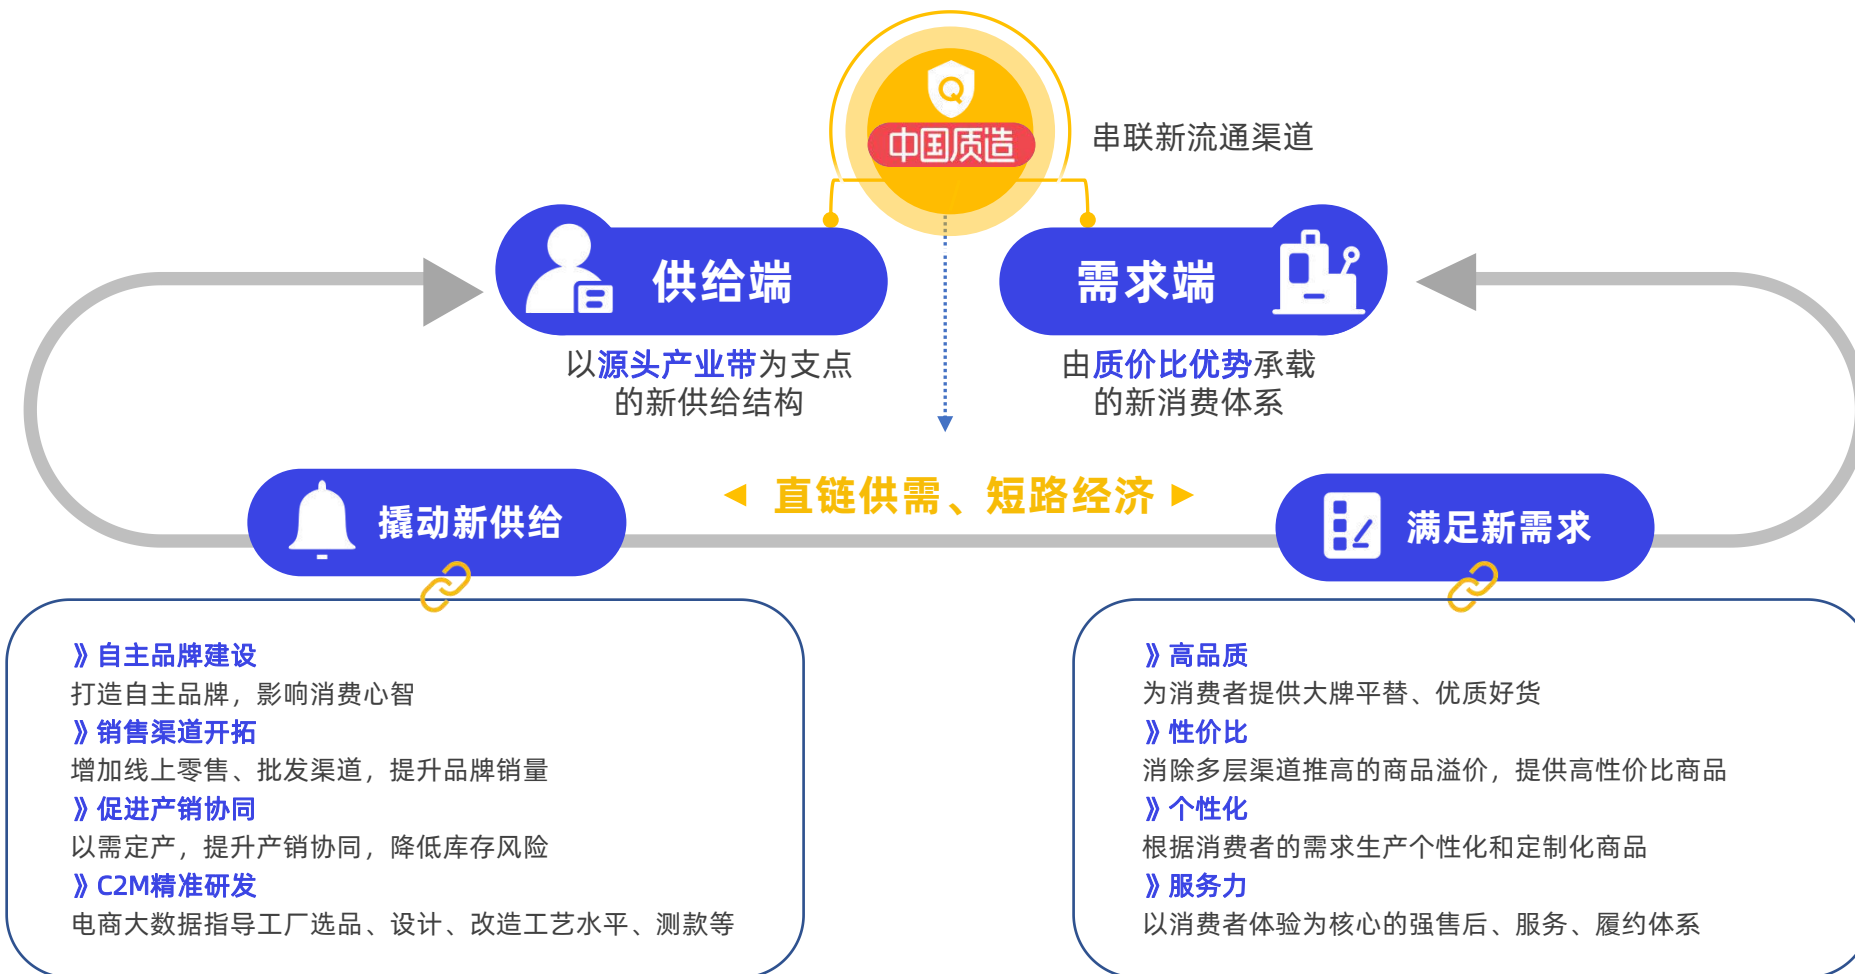 Q
中国质造
串联新流通渠道
供给端
需求端
以源头产业带为支点
的新供给结构
由质价比优势承载
的新消费体系
直链供需、短路经济
撬动新供给
满足新需求
》自主品牌建设
打造自主品牌，影响消费心智
》销售渠道开拓
增加线上零售、批发渠道，提升品牌销量
》促进产销协同
以需定产，提升产销协同，降低库存风险
》C2M精准研发
电商大数据指导工厂选品、设计、改造工艺水平、测款等
》高品质
为消费者提供大牌平替、优质好货
》性价比
消除多层渠道推高的商品溢价，提供高性价比商品
》个性化
根据消费者的需求生产个性化和定制化商品
》服务力
以消费者体验为核心的强售后、服务、履约体系